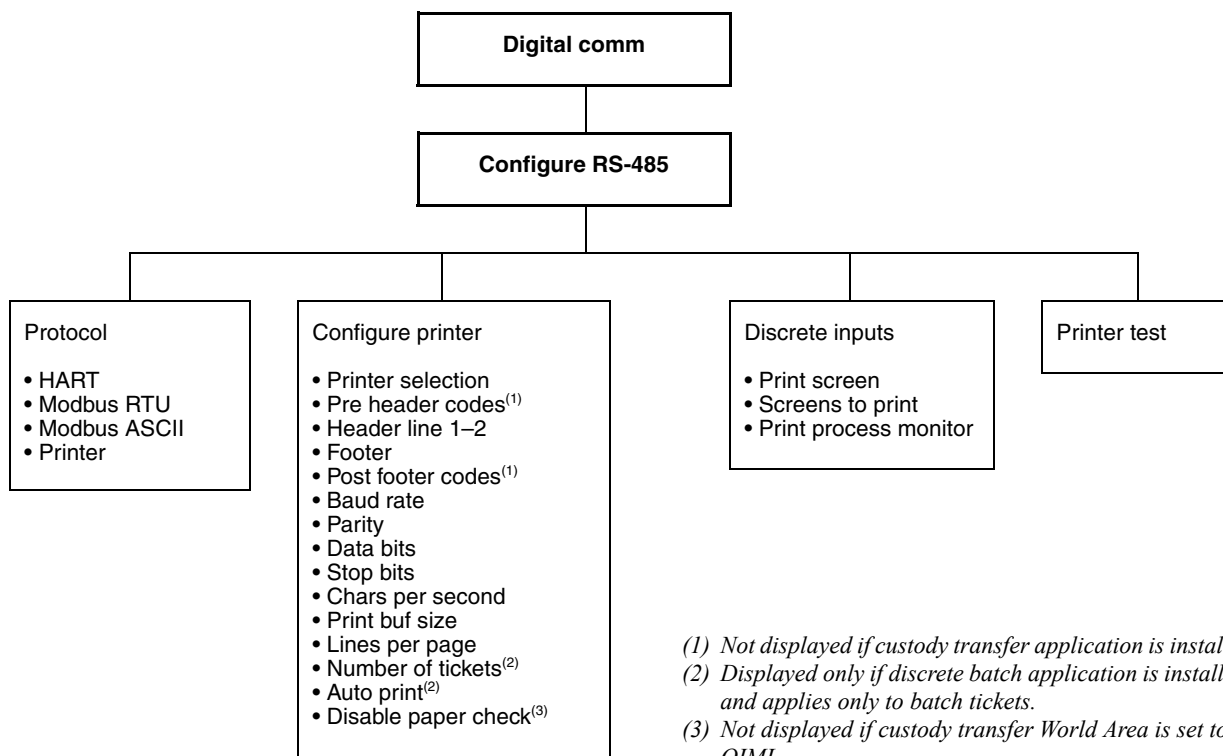 Digital comm
Configure RS-485
Protocol
• HART
• Modbus RTU
• Modbus ASCII
• Printer
Configure printer
• Printer selection
• Pre header codes(1)
• Header line 1–2
• Footer
• Post footer codes(1)
• Baud rate
• Parity
• Data bits
• Stop bits
• Chars per second
• Print buf size
• Lines per page
• Number of tickets(2)
• Auto print(2)
• Disable paper check(3)
Discrete inputs
• Print screen
• Screens to print
• Print process monitor
Printer test
(1) Not displayed if custody transfer application is
(2) Displayed only if discrete batch application is
and applies only to batch tickets.
(3) Not displayed if custody transfer World Area is set to